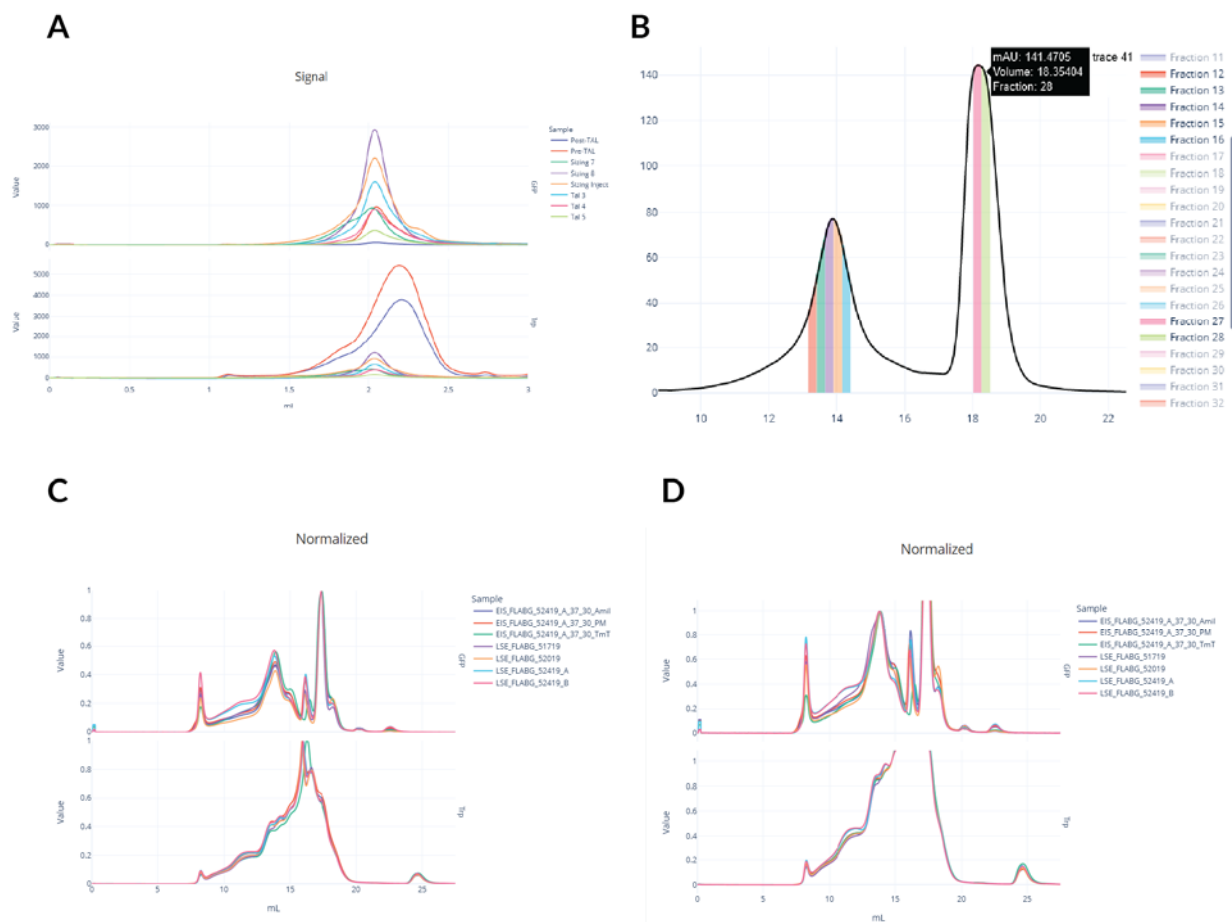 A
Signal
3000
2000
1000
0
Value
GFP
5000
4000
3000
2000
1000
0
Value
Trp
0
0.5
1
1.5
2
2.5
3
mL
Sample
Post-TAL
Pre-TAL
Sizing 7
Sizing 8
Sizing Inject
Tal 3
Tal 4
Tal 5
B
140
120
100
80
60
40
20
0
10
12
14
16
18
20
22
mAU: 141.4705
Volume: 18.35404
Fraction: 28
trace 41
Fraction 11
Fraction 12
Fraction 13
Fraction 14
Fraction 15
Fraction 16
Fraction 17
Fraction 18
Fraction 19
Fraction 20
Fraction 21
Fraction 22
Fraction 23
Fraction 24
Fraction 25
Fraction 26
Fraction 27
Fraction 28
Fraction 29
Fraction 30
Fraction 31
Fraction 32
C
Normalized
1
0.8
0.6
0.4
0.2
0
Value
GFP
1
0.8
0.6
0.4
0.2
0
Value
Trp
0
5
10
15
20
25
mL
Sample
EIS_FLABG_52419_A_37_30_Amil
EIS_FLABG_52419_A_37_30_PM
EIS_FLABG_52419_A_37_30_TmT
LSE_FLABG_51719
LSE_FLABG_52019
LSE_FLABG_52419_A
LSE_FLABG_52419_B
D
Normalized
1
0.8
0.6
0.4
0.2
0
Value
GFP
1
0.8
0.6
0.4
0.2
0
Value
Trp
0
5
10
15
20
25
mL
Sample
EIS_FLABG_52419_A_37_30_Amil
EIS_FLABG_52419_A_37_30_PM
EIS_FLABG_52419_A_37_30_TmT
LSE_FLABG_51719
LSE_FLABG_52019
LSE_FLABG_52419_A
LSE_FLABG_52419_B